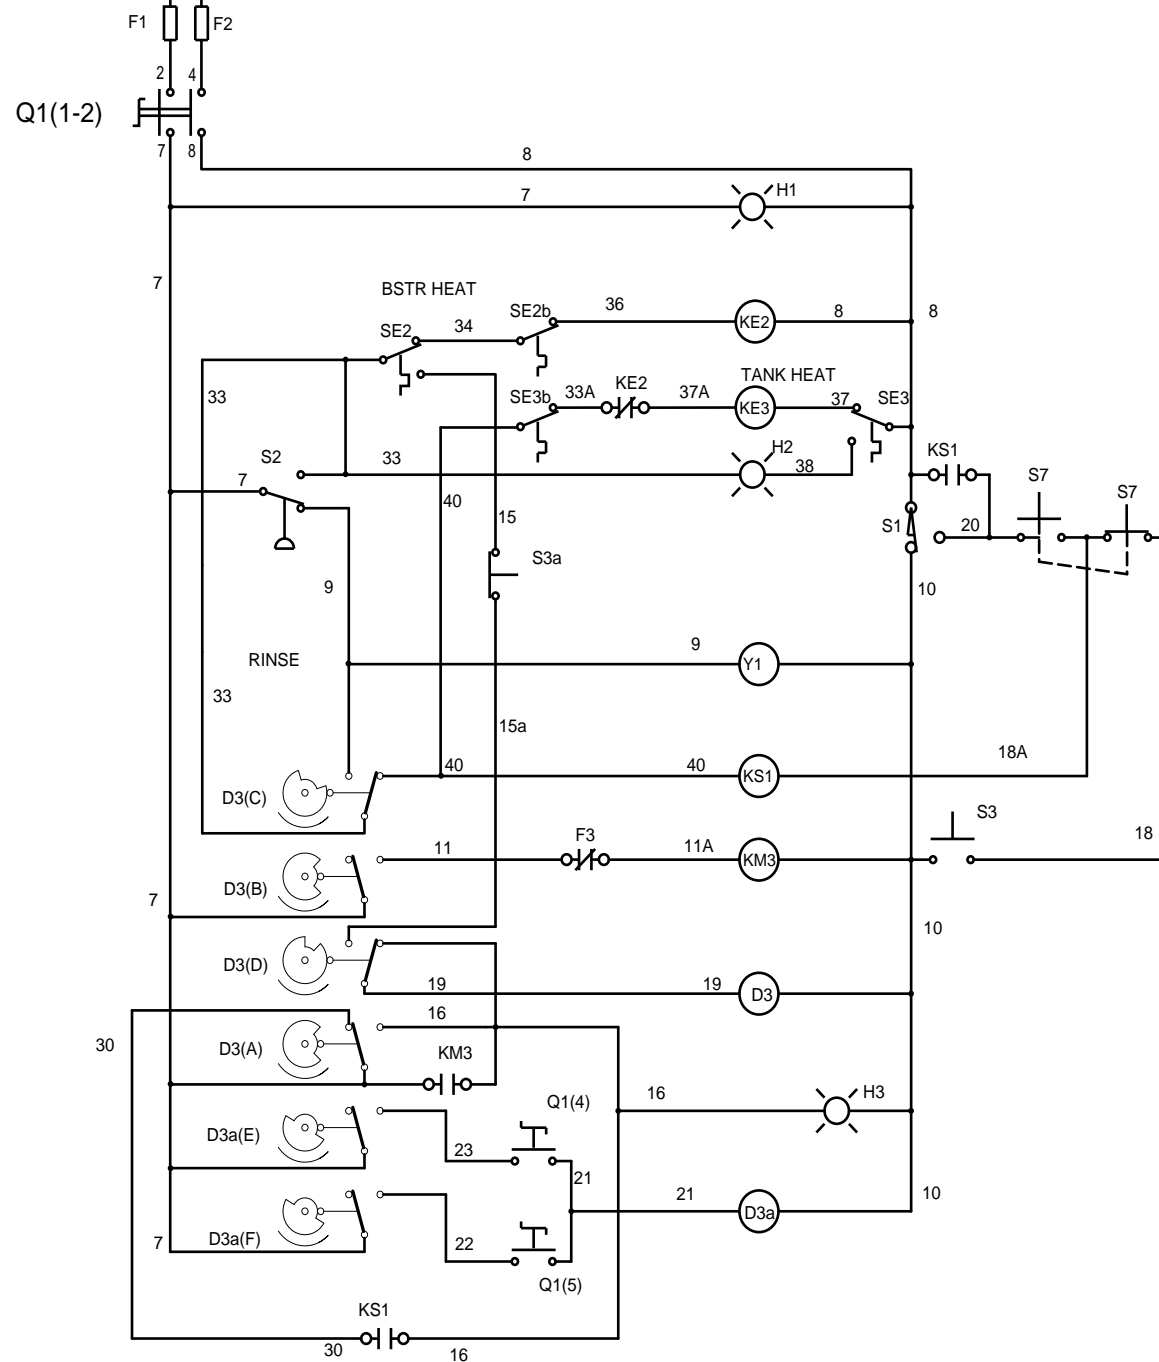 F1
F2
2
4
Q1(1-2)
7
8
8
7
H1
7
BSTR HEAT
SE2b
36
8
8
SE2
34
KE2
33
SE3b
33A
KE2
37A
TANK HEAT
KE3
37
SE3
S2
33
H2
38
KS1
S7
S7
7
40
15
S1
20
S3a
9
10
RINSE
9
Y1
33
15a
18A
D3(C)
40
40
KS1
S3
18
11
F3
11A
KM3
D3(B)
7
10
D3(D)
19
19
D3
16
30
D3(A)
KM3
16
H3
Q1(4)
D3a(E)
23
21
21
10
D3a
D3a(F)
7
22
Q1(5)
KS1
30
16